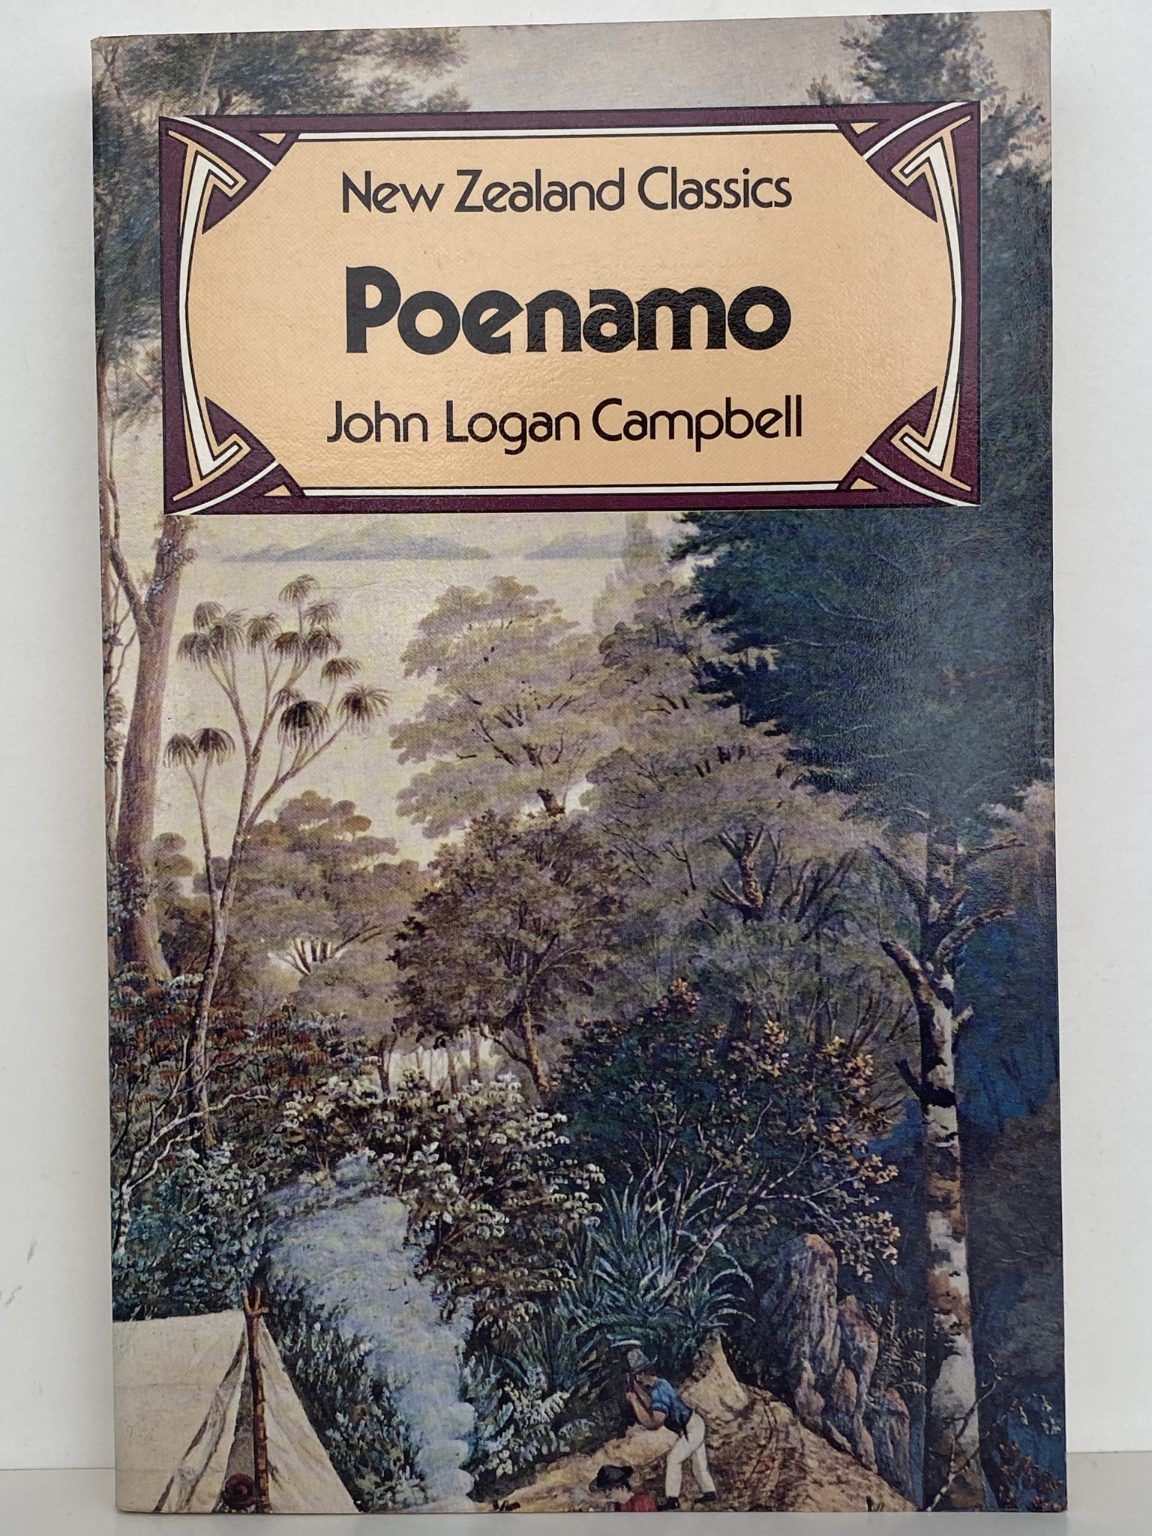 New Zealand Classics
Poenamo
John Logan Campbell